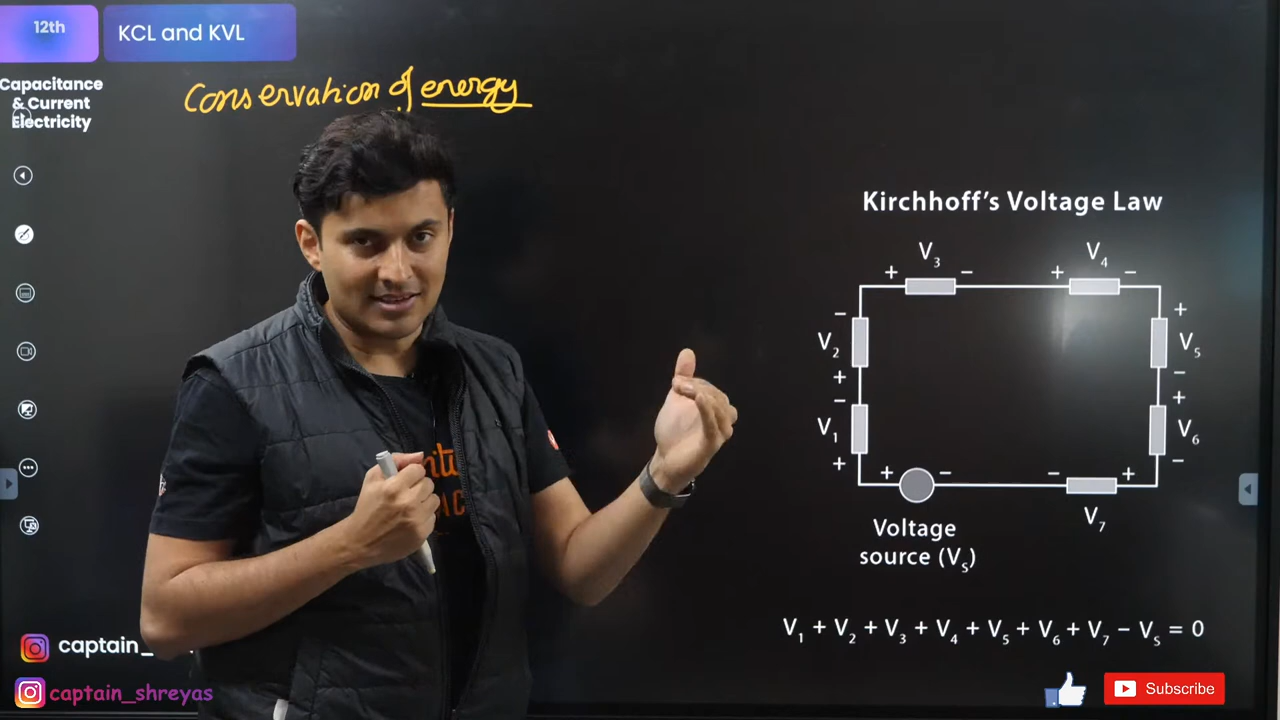 12th
KCL and KVL
Capacitance
& Current
Electricity
Conservation of energy
Kirchhoff's Voltage Law
V3
V4
+ − + −
− +
V2 V5
+ −
− +
V1 V6
+ −
+ − − +
V7
Voltage
source (Vs)
V1 + V2 + V3 + V4 + V5 + V6 + V7 − Vs = 0
captain_
captain_shreyas
Subscribe